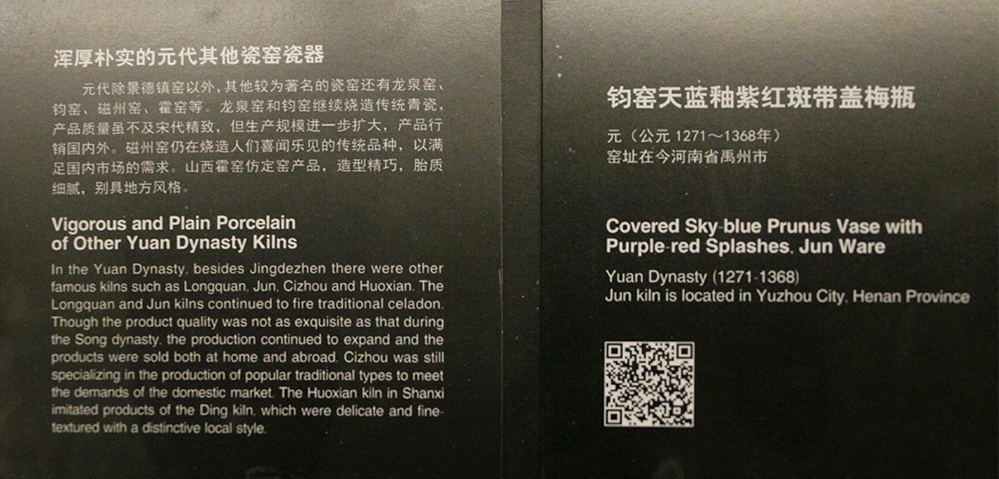 浑厚朴实的元代其他瓷窑瓷器
元代除景德镇窑以外，其他较为著名的瓷窑还有龙泉窑、
钧窑、磁州窑、霍窑等。龙泉窑和钧窑继续烧造传统青瓷，
产品质量虽不及宋代精致，但生产规模进一步扩大，产品行
销国内外。磁州窑仍在烧造人们喜闻乐见的传统品种，以满
足国内市场的需求。山西霍窑仿定窑产品，造型精巧，胎质
细腻，别具地方风格。
Vigorous and Plain Porcelain
of Other Yuan Dynasty Kilns
In the Yuan Dynasty, besides Jingdezhen there were other
famous kilns such as Longquan, Jun, Cizhou and Huoxian. The
Longquan and Jun kilns continued to fire traditional celadon.
Though the product quality was not as exquisite as that during
the Song dynasty, the production continued to expand and the
products were sold both at home and abroad. Cizhou was still
specializing in the production of popular traditional types to meet
the demands of the domestic market. The Huoxian kiln in Shanxi
imitated products of the Ding kiln, which were delicate and fine-
textured with a distinctive local style.
钧窑天蓝釉紫红斑带盖梅瓶
元（公元 1271～1368年）
窑址在今河南省禹州市
Covered Sky-blue Prunus Vase with
Purple-red Splashes, Jun Ware
Yuan Dynasty (1271-1368)
Jun kiln is located in Yuzhou City, Henan Province